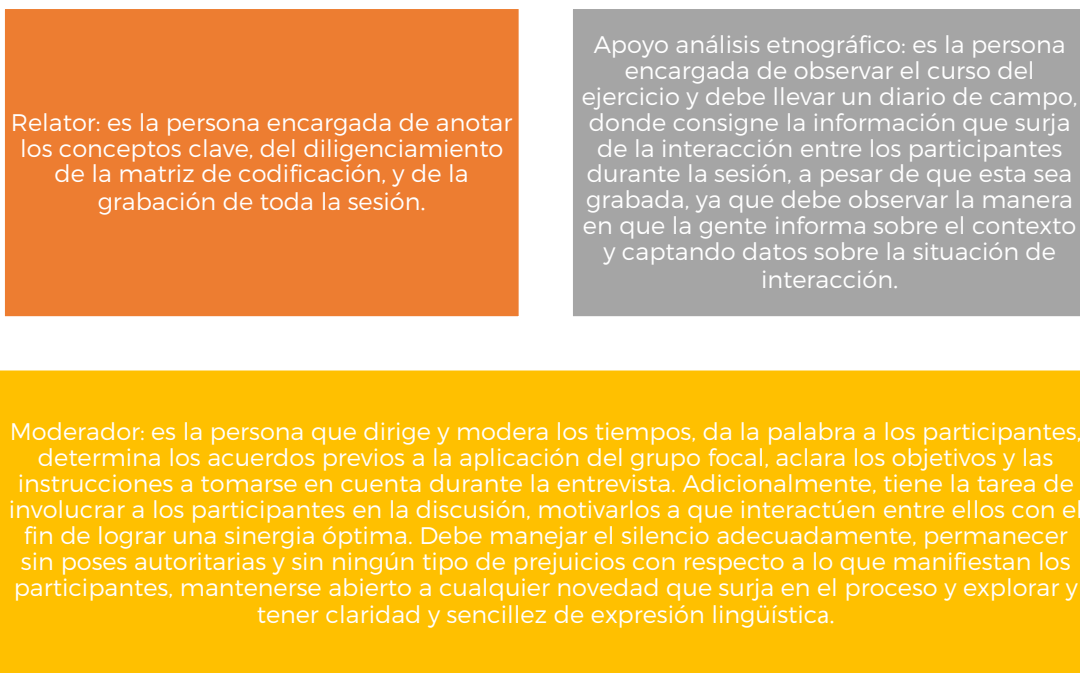 Relator: es la persona encargada de anotar
los conceptos clave, del diligenciamiento
de la matriz de codificación, y de la
grabación de toda la sesión.
Apoyo análisis etnográfico: es la persona
encargada de observar el curso del
ejercicio y debe llevar un diario de campo,
donde consigne la información que surja
de la interacción entre los participantes
durante la sesión, a pesar de que esta sea
grabada, ya que debe observar la manera
en que la gente informa sobre el contexto
y captando datos sobre la situación de
interacción.
Moderador: es la persona que dirige y modera los tiempos, da la palabra a los participantes,
determina los acuerdos previos a la aplicación del grupo focal, aclara los objetivos y las
instrucciones a tomarse en cuenta durante la entrevista. Adicionalmente, tiene la tarea de
involucrar a los participantes en la discusión, motivarlos a que interactúen entre ellos con el
fin de lograr una sinergia óptima. Debe manejar el silencio adecuadamente, permanecer
sin poses autoritarias y sin ningún tipo de prejuicios con respecto a lo que manifiestan los
participantes, mantenerse abierto a cualquier novedad que surja en el proceso y explorar y
tener claridad y sencillez de expresión lingüística.